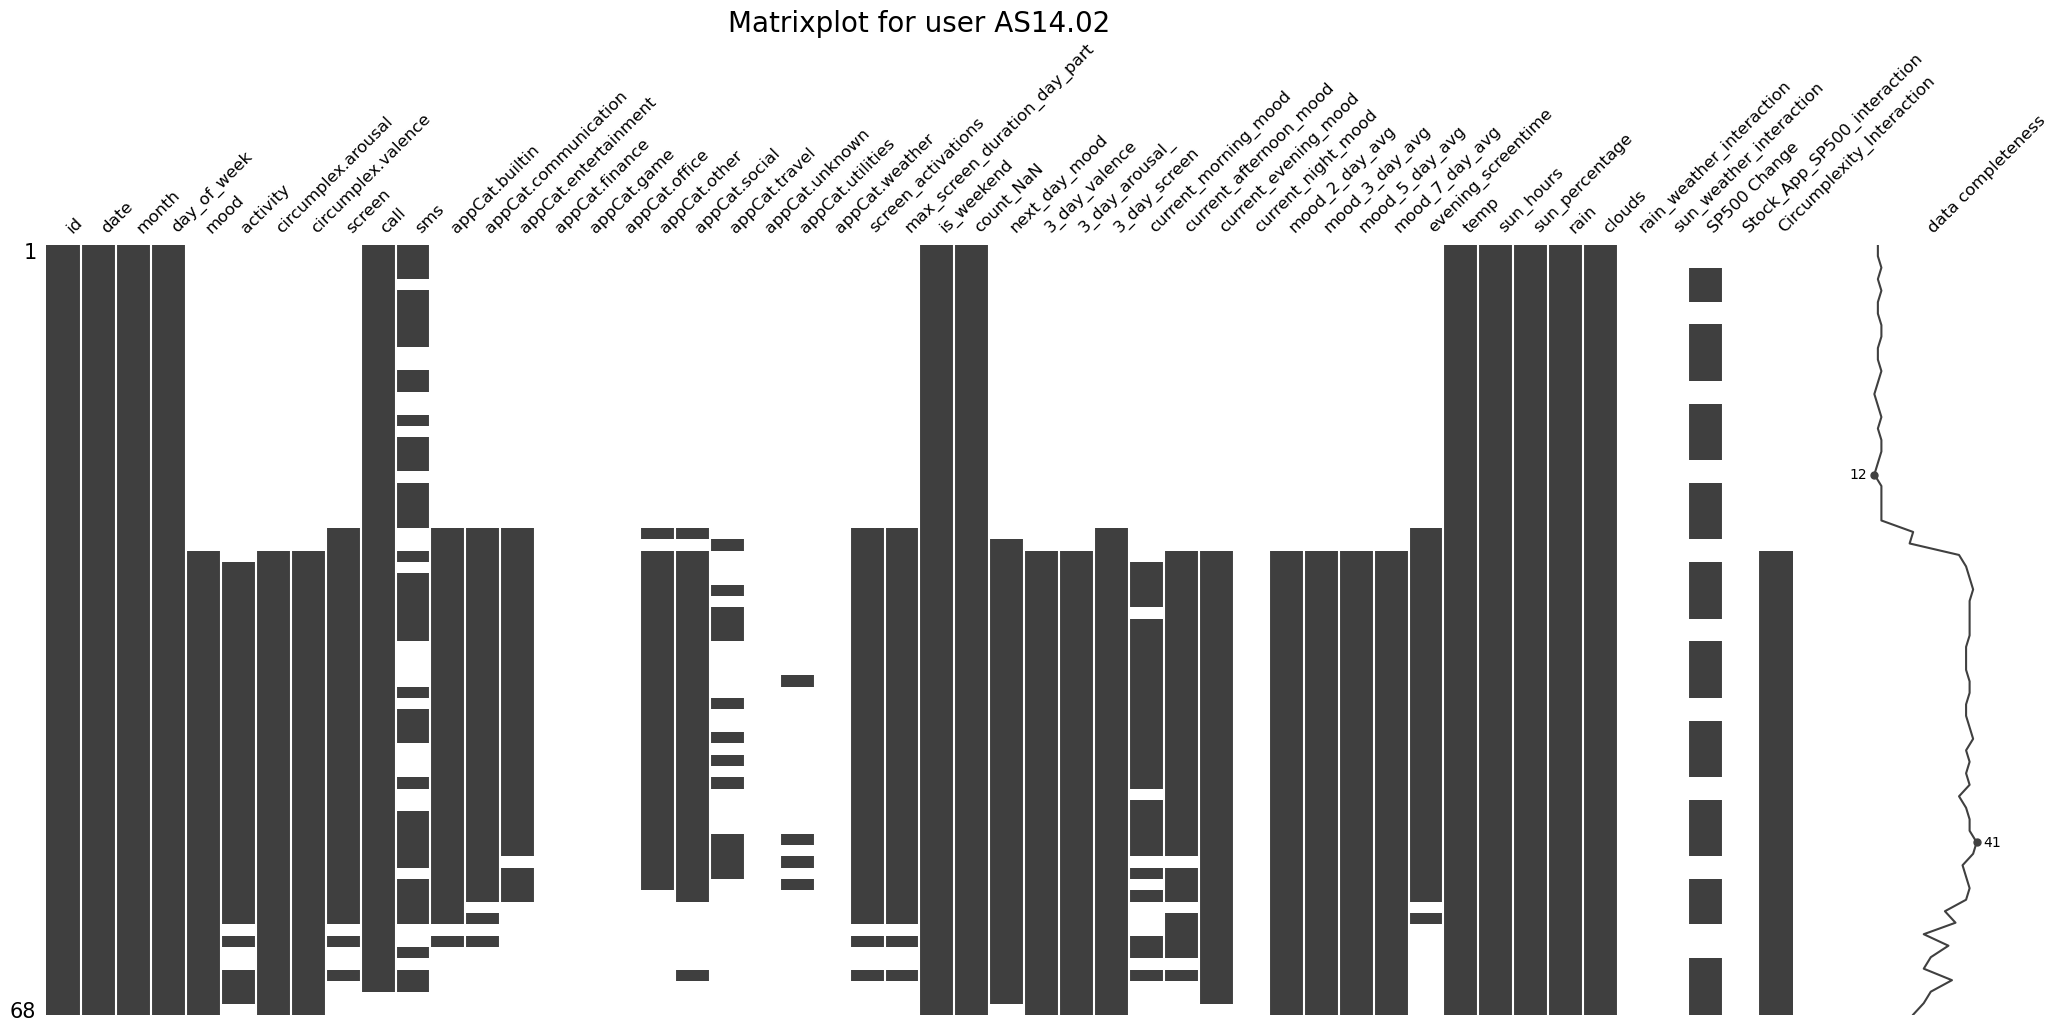 Matrixplot for user AS14.02
id
date
month
day_of_week
mood
activity
circumplex.arousal
circumplex.valence
screen
call
sms
appCat.builtin
appCat.communication
appCat.entertainment
appCat.finance
appCat.game
appCat.office
appCat.other
appCat.social
appCat.travel
appCat.unknown
appCat.utilities
appCat.weather
screen_activations
max_screen_duration_day_part
is_weekend
count_NaN
next_day_mood
3_day_valence
3_day_arousal_
3_day_screen
current_morning_mood
current_afternoon_mood
current_evening_mood
current_night_mood
mood_2_day_avg
mood_3_day_avg
mood_5_day_avg
mood_7_day_avg
evening_screentime
temp
sun_hours
sun_percentage
rain
clouds
rain_weather_interaction
sun_weather_interaction
SP500 Change
Stock_App_SP500_interaction
Circumplexity_Interaction
data completeness
1
12
41
68